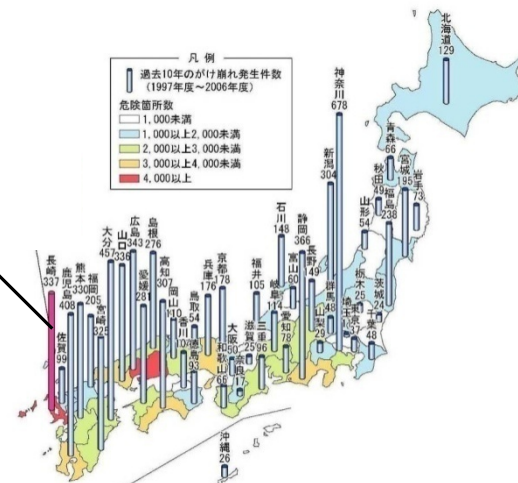 凡 例
過去10年のがけ崩れ発生件数
(1997年度~2006年度)
危険箇所数
1,000未満
1,000以上2,000未満
2,000以上3,000未満
3,000以上4,000未満
4,000以上
北海道
129
青森
66
秋田
49
岩手
73
宮城
195
山形
54
福島
238
新潟
304
神奈川
678
栃木
25
茨城
24
千葉
48
東京
37
埼玉
群馬
48
山梨
29
長野
149
静岡
366
富山
60
石川
148
福井
105
岐阜
114
愛知
78
三重
96
滋賀
25
京都
78
大阪
奈良
17
和歌山
66
兵庫
176
鳥取
54
岡山
110
島根
276
広島
343
山口
336
香川
徳島
93
愛媛
281
高知
307
大分
457
福岡
205
佐賀
99
長崎
337
熊本
330
宮崎
325
鹿児島
408
沖縄
26